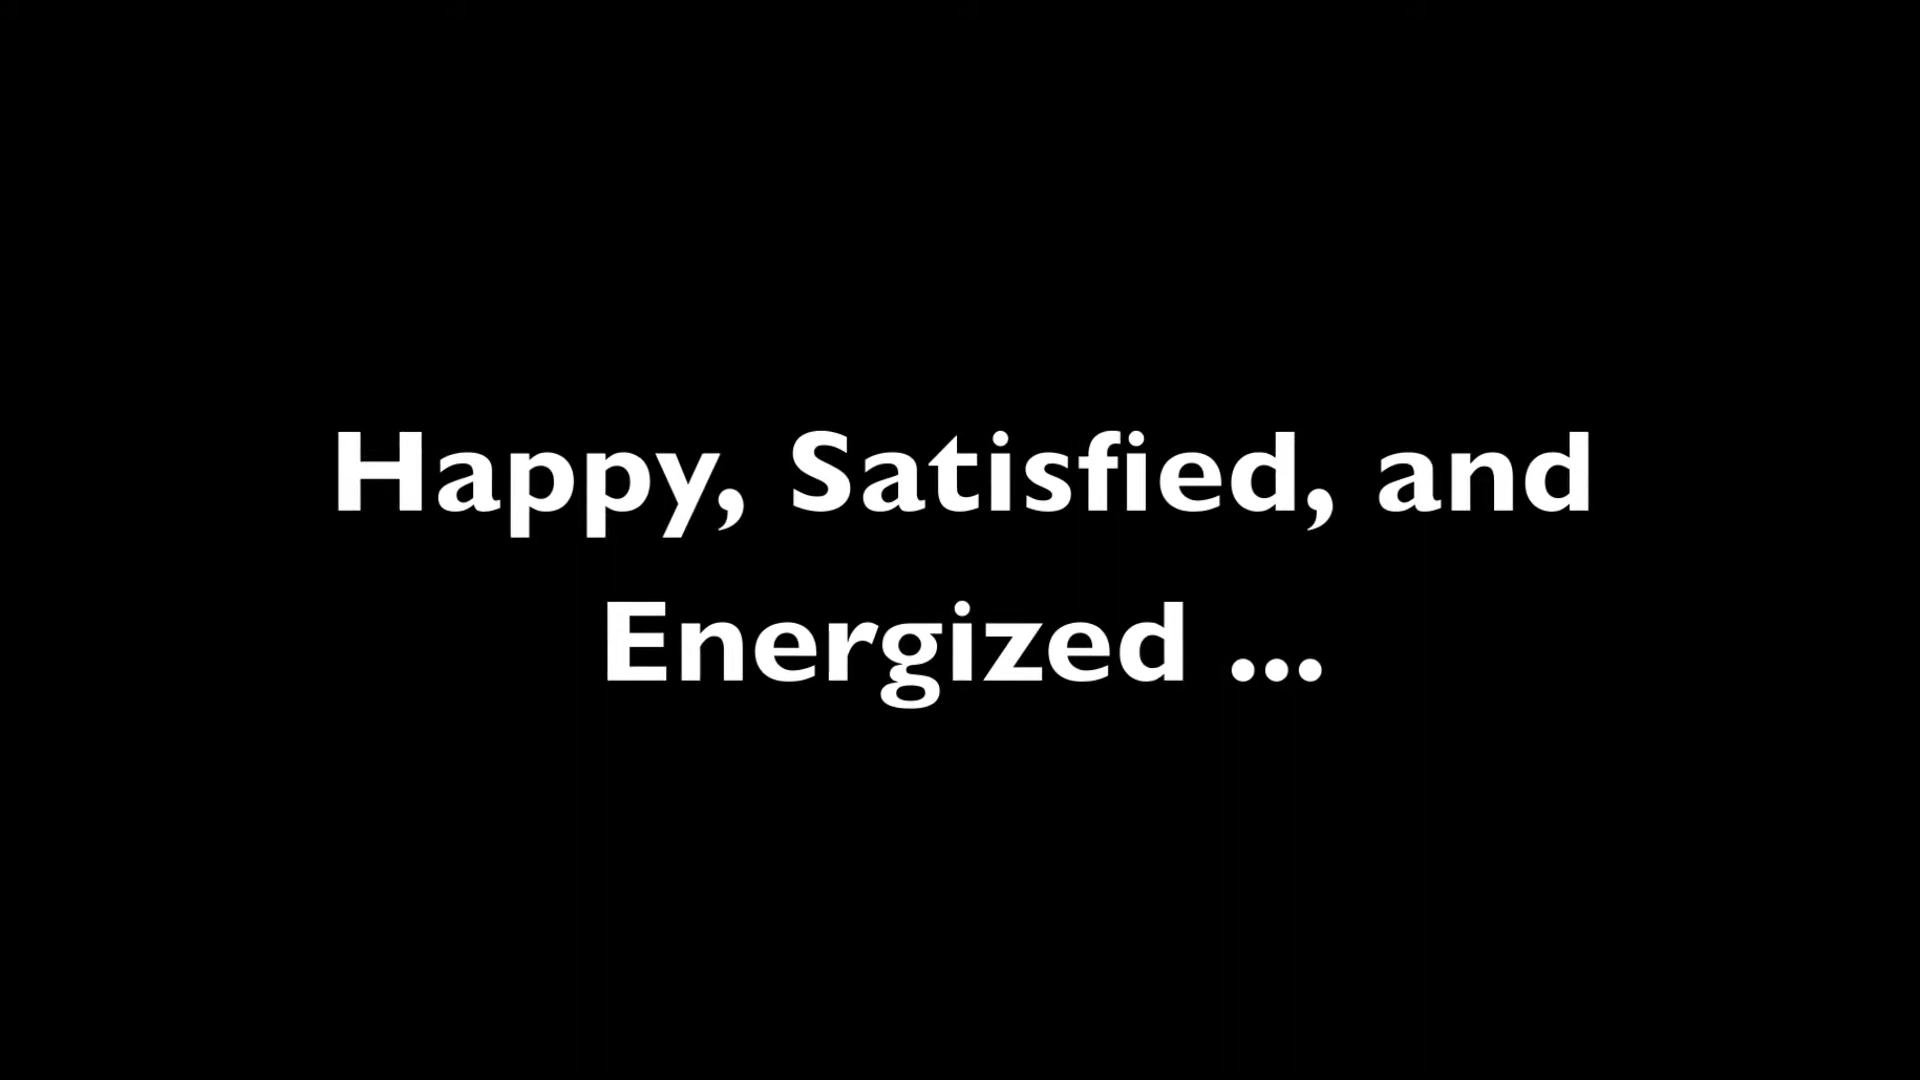 Happy, Satisfied, and
Energized ...